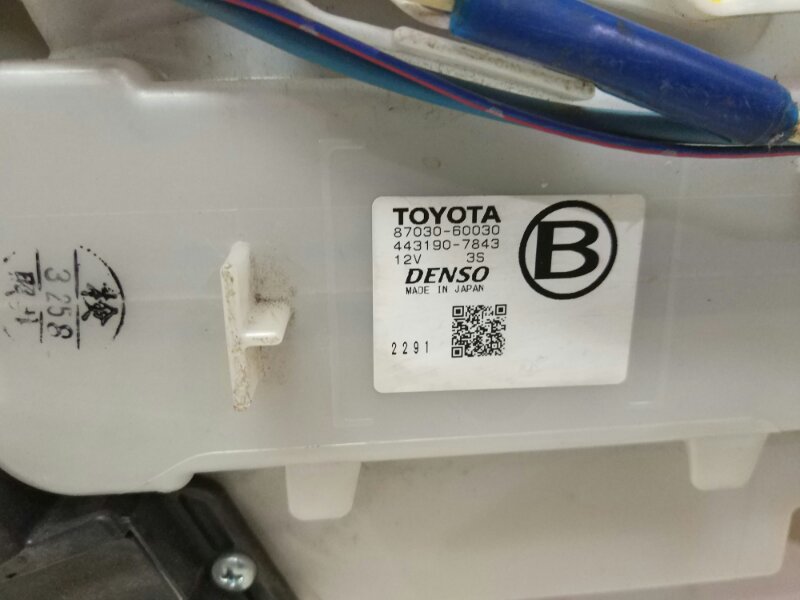 TOYOTA
87030-60030
443190-7843
12V 3S
DENSO
MADE IN JAPAN
B
2291
検
3258